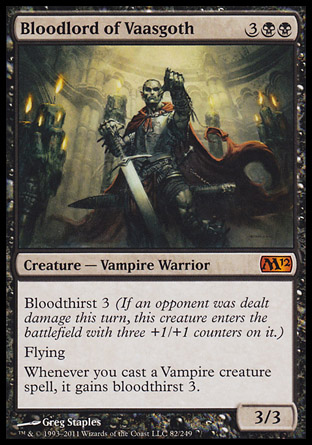 Bloodlord of Vaasgoth 3
Creature — Vampire Warrior M12
Bloodthirst 3 (If an opponent was dealt
damage this turn, this creature enters the
battlefield with three +1/+1 counters on it.)
Flying
Whenever you cast a Vampire creature
spell, it gains bloodthirst 3.
Greg Staples
3/3
™ & © 1993–2011 Wizards of the Coast LLC 82/249